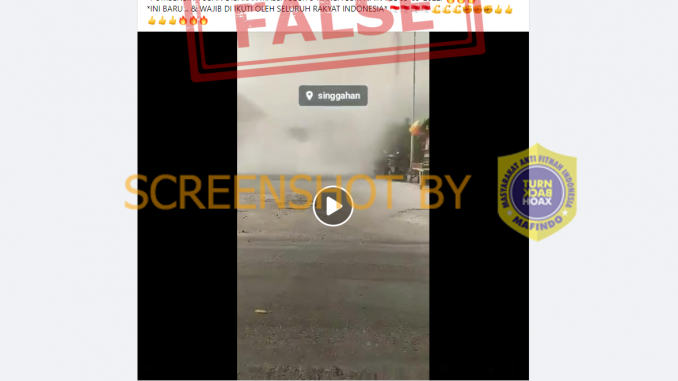 *INI BARU .. & WAJIB DI IKUTI OLEH SELURUH RAKYAT INDONESIA*
FALSE
singgahan
SCREENSHOT BY
MASYARAKAT ANTI FITNAH INDONESIA
TURN
BACK
HOAX
MAFINDO